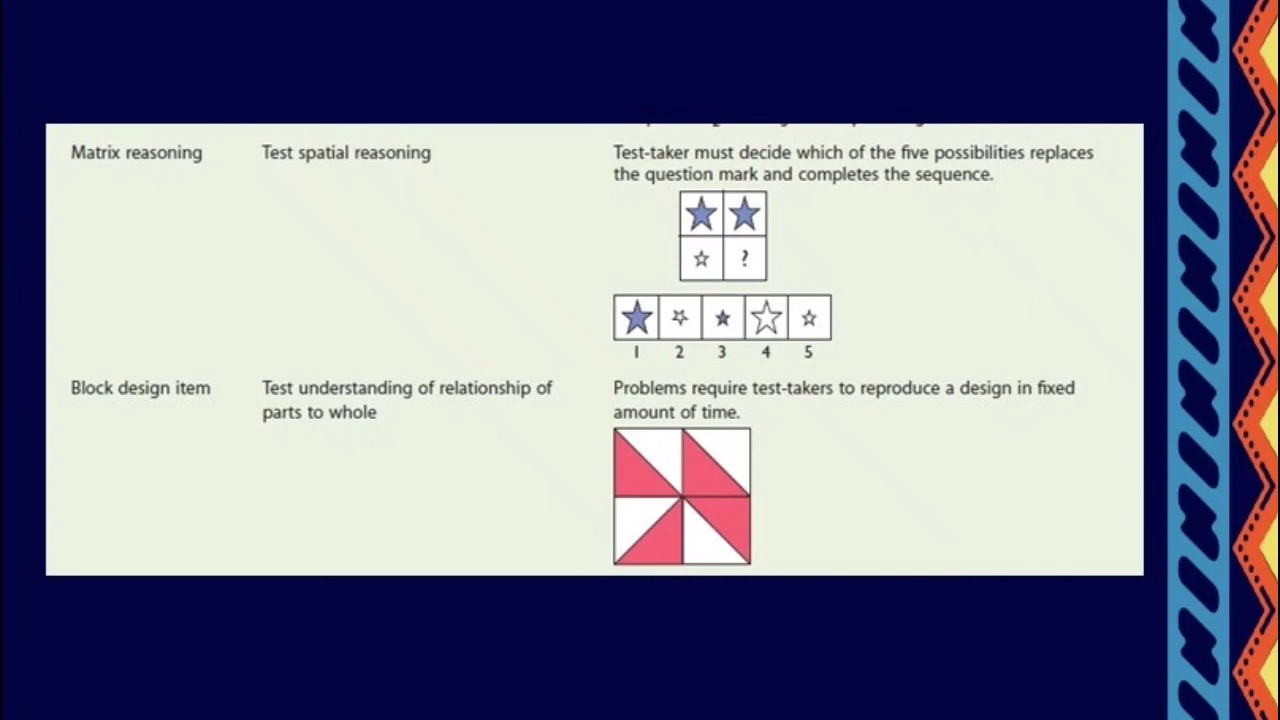 Matrix reasoning
Test spatial reasoning
Test-taker must decide which of the five possibilities replaces
the question mark and completes the sequence.
?
1 2 3 4 5
Block design item
Test understanding of relationship of
parts to whole
Problems require test-takers to reproduce a design in fixed
amount of time.